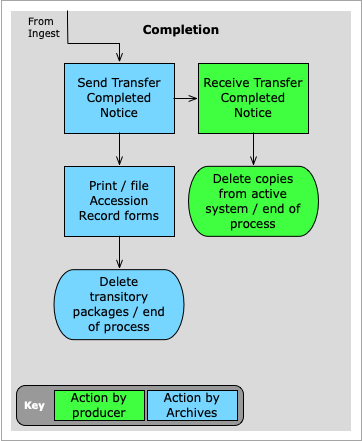 From
Ingest
Completion
Send Transfer
Completed
Notice
Receive Transfer
Completed
Notice
Print / file
Accession
Record forms
Delete copies
from active
system / end of
process
Delete
transitory
packages / end
of process
Key
Action by
producer
Action by
Archives